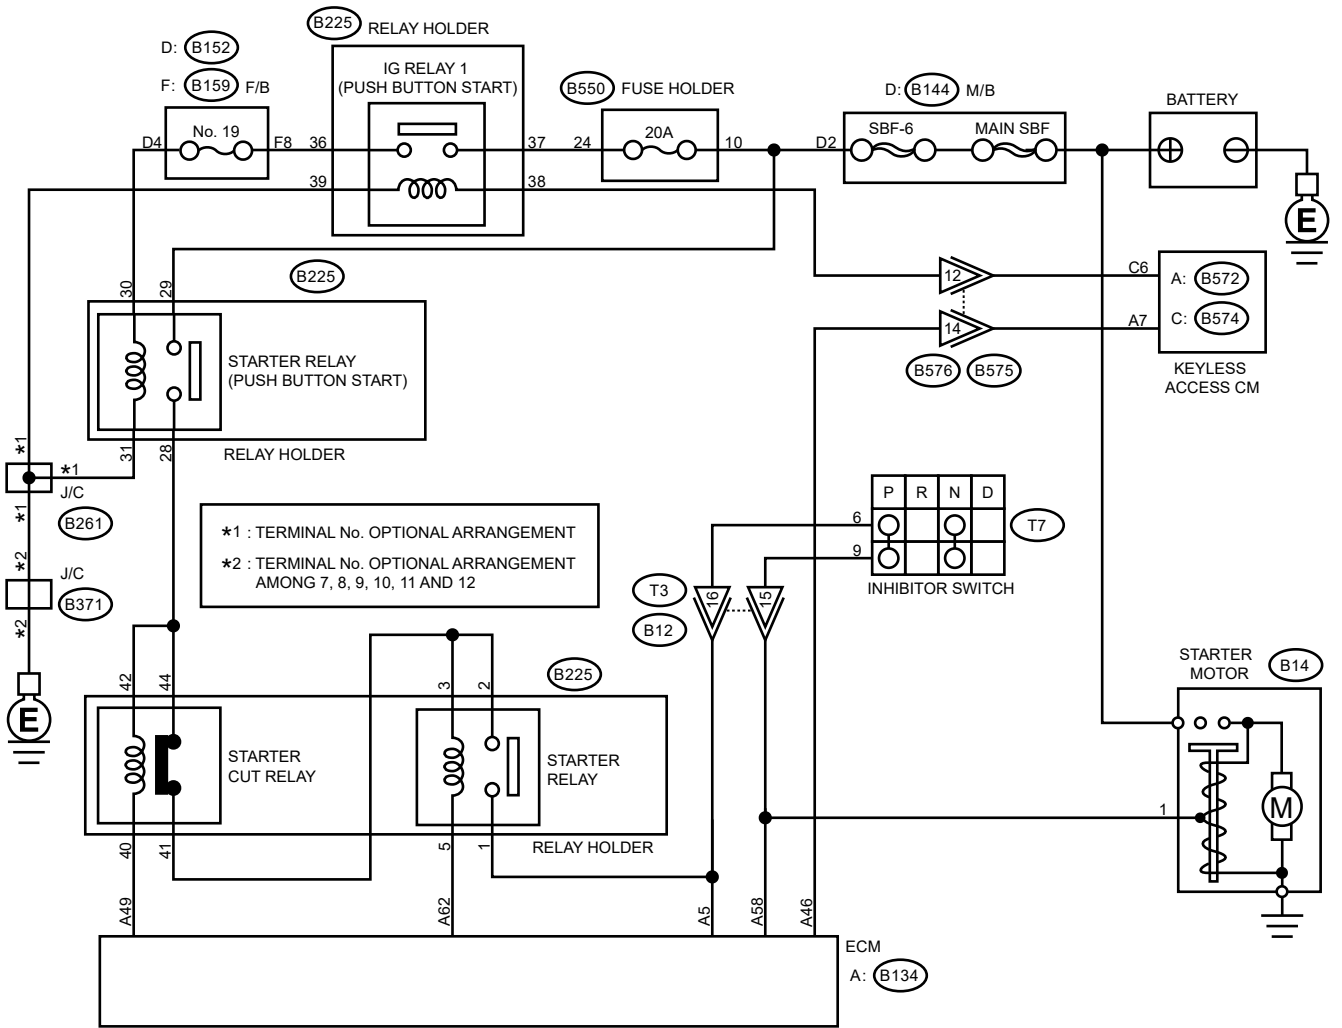 B225 RELAY HOLDER
D: B152
F: B159 F/B
IG RELAY 1
(PUSH BUTTON START)
B550 FUSE HOLDER
D: B144 M/B
BATTERY
No. 19
20A
SBF-6 MAIN SBF
D4 F8 36 37 24 10 D2
39 38
E
B225
30 29
12 C6
A: B572
C: B574
14 A7
B576 B575
KEYLESS
ACCESS CM
STARTER RELAY
(PUSH BUTTON START)
31 28
RELAY HOLDER
*1
*1
J/C
*1
B261
*2
J/C
B371
*2
E
*1 : TERMINAL No. OPTIONAL ARRANGEMENT
*2 : TERMINAL No. OPTIONAL ARRANGEMENT
AMONG 7, 8, 9, 10, 11 AND 12
P R N D
6
9
T7
INHIBITOR SWITCH
T3
B12
16 15
STARTER
MOTOR
B14
M
1
B225
42 44 3 2
STARTER
CUT RELAY
STARTER
RELAY
40 41 5 1
RELAY HOLDER
A49 A62 A5 A58 A46
ECM
A: B134